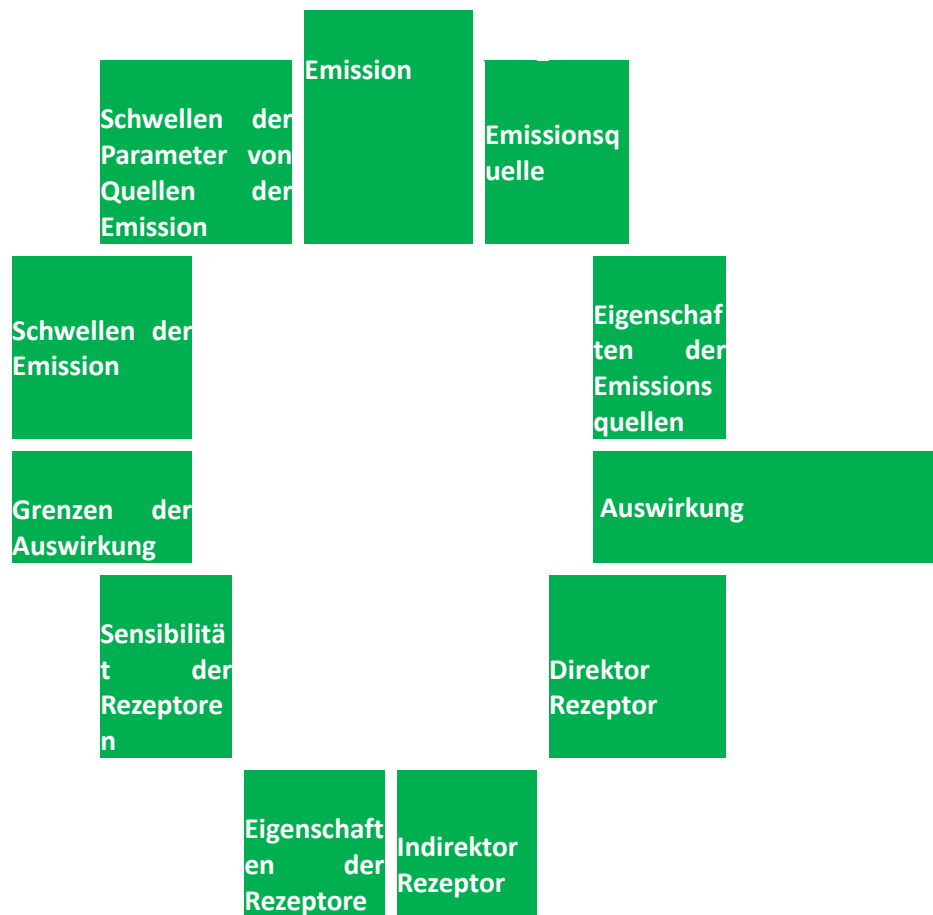 Emission
Schwellen der
Parameter von
Quellen der
Emission
Emissionsq
uelle
Schwellen der
Emission
Eigenschaf
ten der
Emissions
quellen
Grenzen der
Auswirkung
Auswirkung
Sensibilitä
t der
Rezeptore
n
Direktor
Rezeptor
Eigenschaft
en der
Rezeptore
Indirektor
Rezeptor